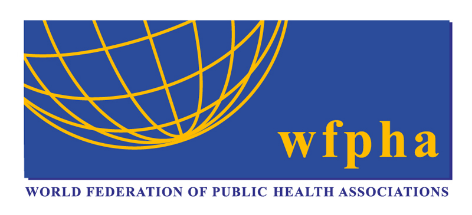 wfpha
WORLD FEDERATION OF PUBLIC HEALTH ASSOCIATIONS